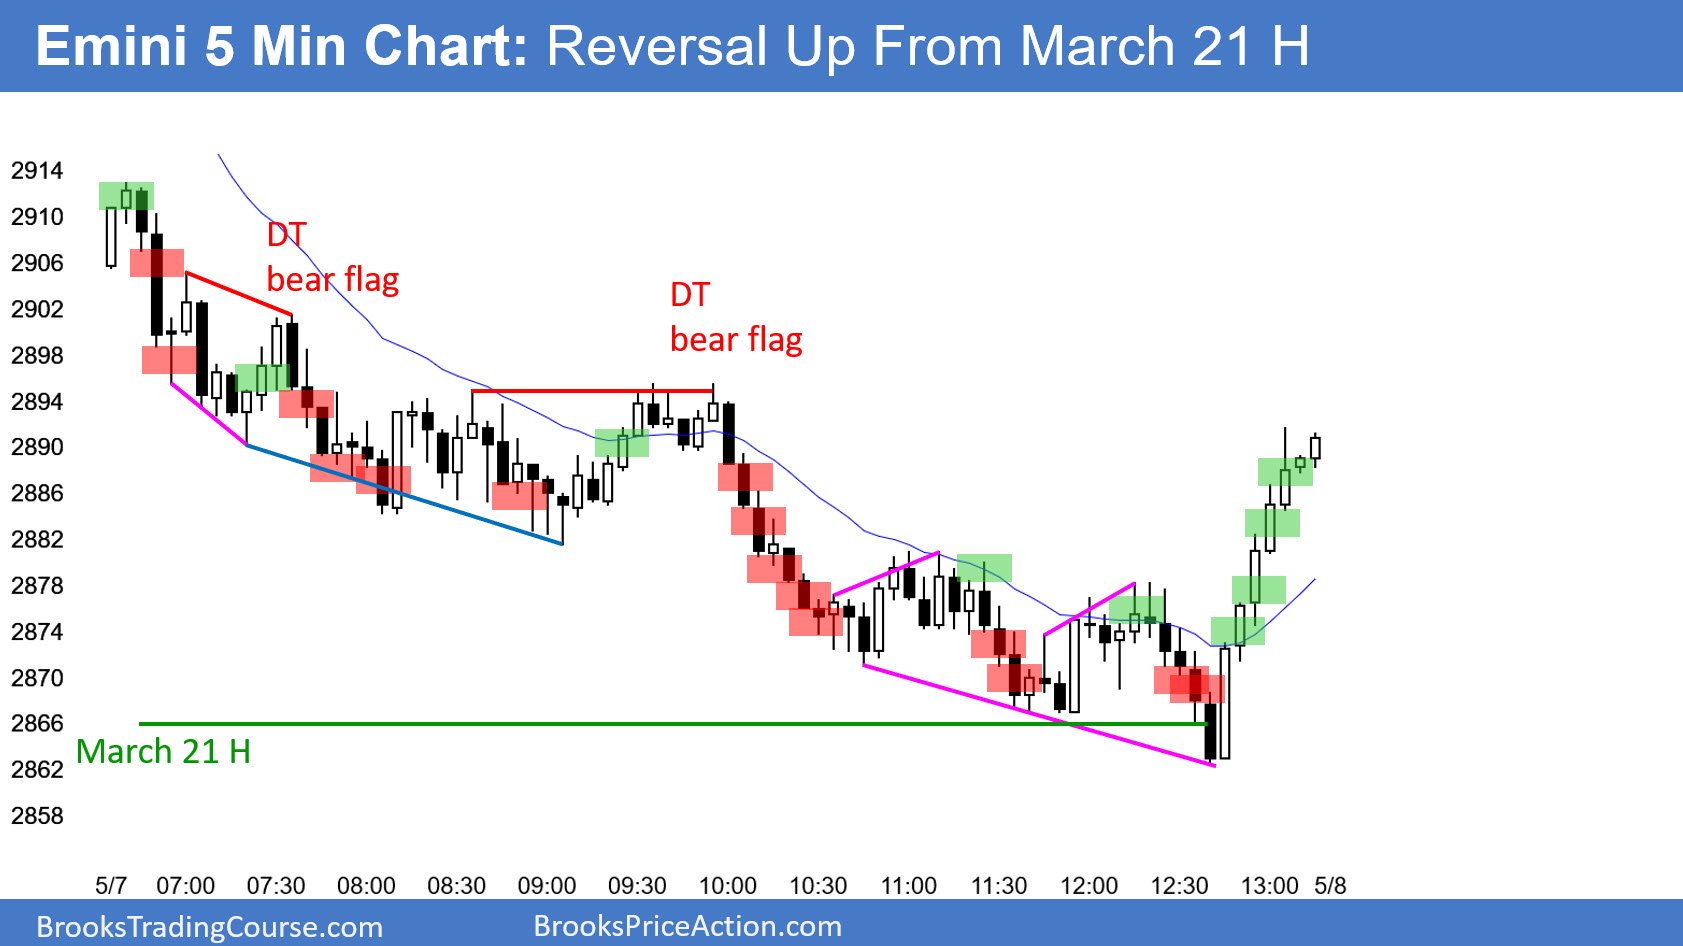 Emini 5 Min Chart: Reversal Up From March 21 H
2914
2910
2906
2902
2898
2894
2890
2886
2882
2878
2874
2870
2866
2862
2858
DT
bear flag
DT
bear flag
March 21 H
5/7 07:00 07:30 08:00 08:30 09:00 09:30 10:00 10:30 11:00 11:30 12:00 12:30 13:00 5/8
BrooksTradingCourse.com BrooksPriceAction.com